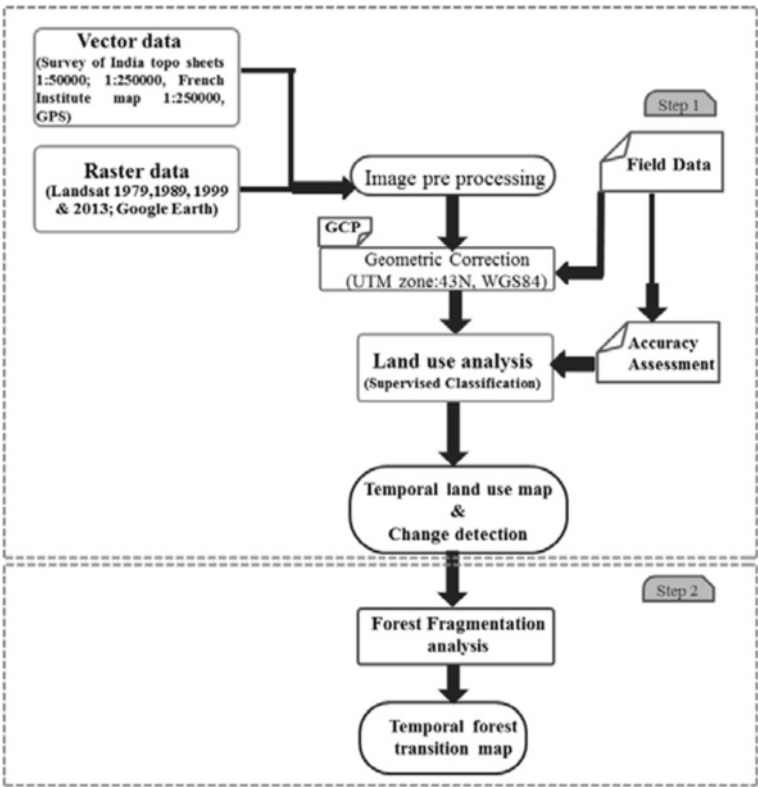 Vector data
(Survey of India topo sheets
1:50000; 1:250000, French
Institute map 1:250000,
GPS)
Step 1
Field Data
Raster data
(Landsat 1979,1989, 1999
& 2013; Google Earth)
Image pre processing
GCP
Geometric Correction
(UTM zone:43N, WGS84)
Land use analysis
(Supervised Classification)
Accuracy
Assessment
Temporal land use map
&
Change detection
Step 2
Forest Fragmentation
analysis
Temporal forest
transition map